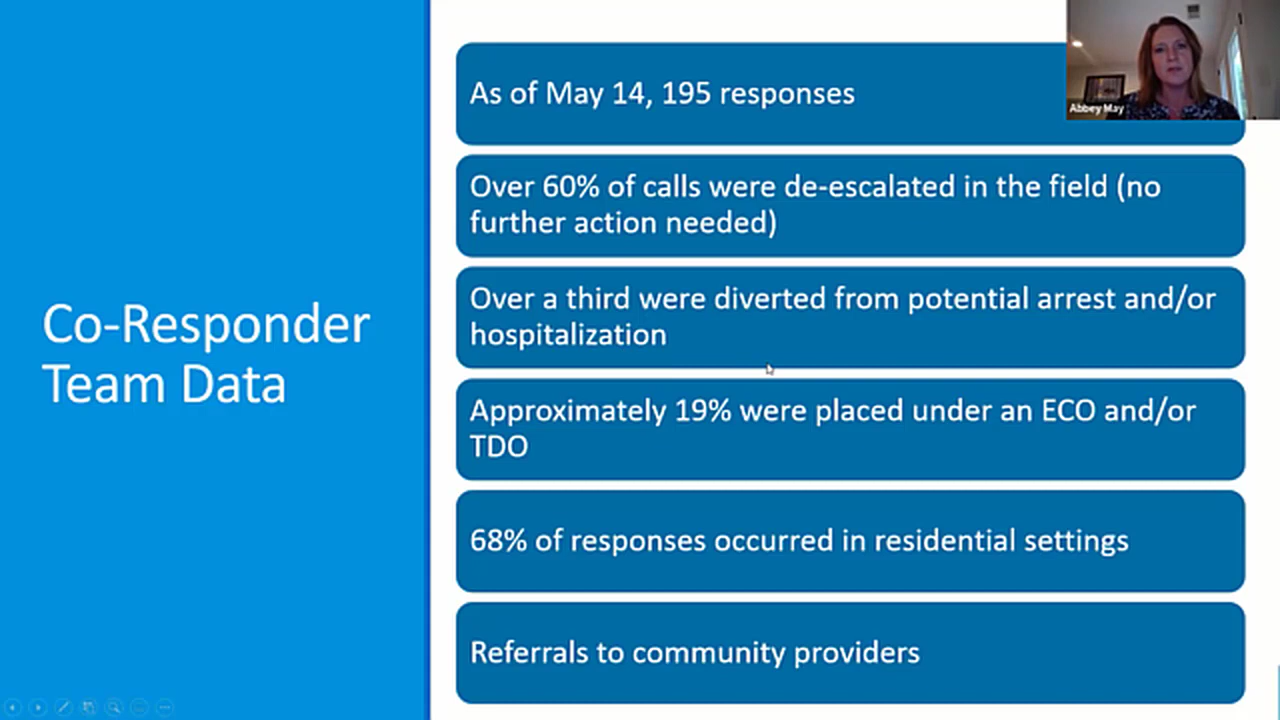 Co-Responder
Team Data
As of May 14, 195 responses
Over 60% of calls were de-escalated in the field (no
further action needed)
Over a third were diverted from potential arrest and/or
hospitalization
Approximately 19% were placed under an ECO and/or
TDO
68% of responses occurred in residential settings
Referrals to community providers
Abbey May